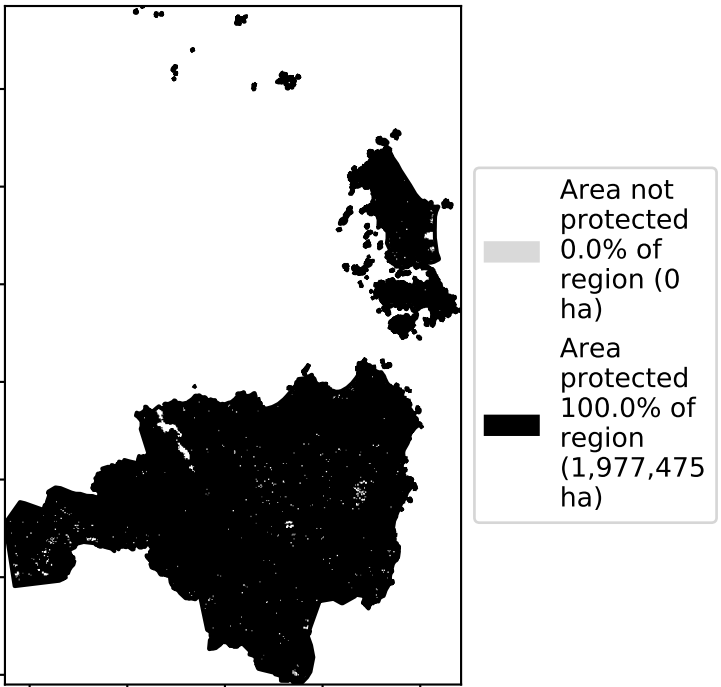 Area not
protected
0.0% of
region (0
ha)
Area
protected
100.0% of
region
(1,977,475
ha)